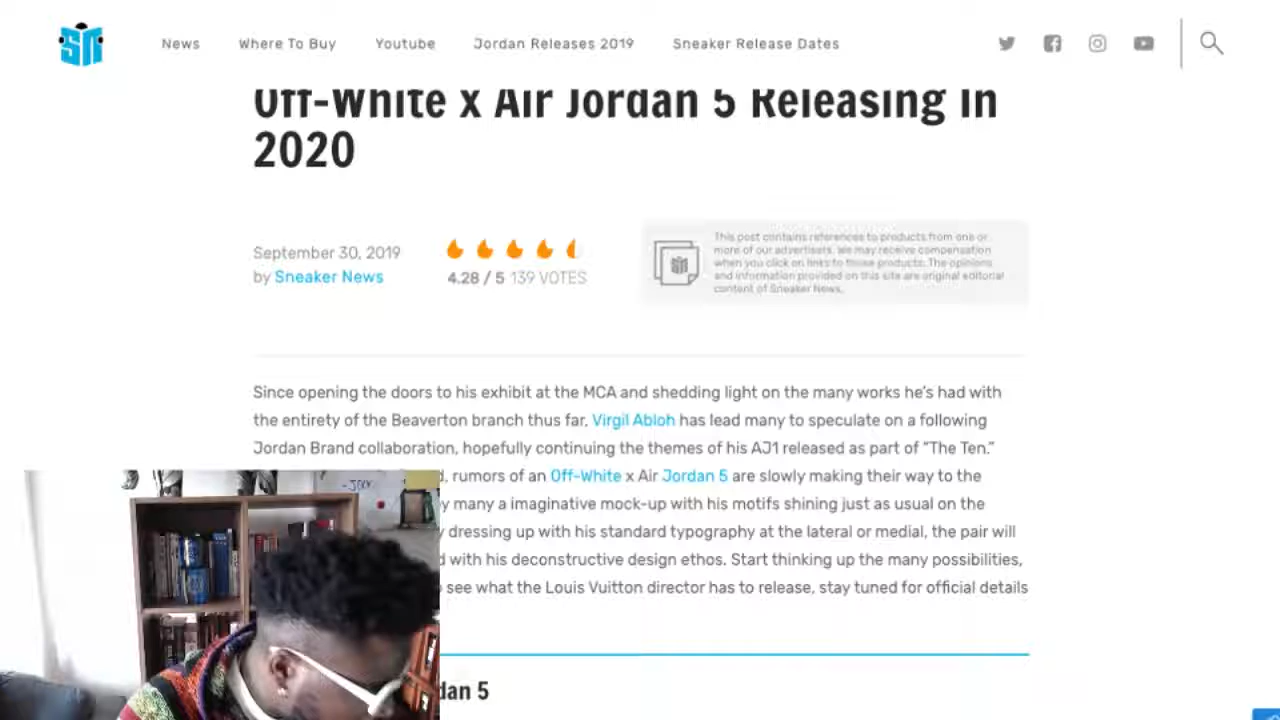 SN
News
Where To Buy
Youtube
Jordan Releases 2019
Sneaker Release Dates
Off-White x Air Jordan 5 Releasing In
2020
September 30, 2019
by Sneaker News
4.28 / 5 139 VOTES
This post contains references to products from one or
more of our advertisers. We may receive compensation
when you click on links to those products. The opinions
and information provided on this site are original editorial
content of Sneaker News.
Since opening the doors to his exhibit at the MCA and shedding light on the many works he's had with
the entirety of the Beaverton branch thus far, Virgil Abloh has lead many to speculate on a following
Jordan Brand collaboration, hopefully continuing the themes of his AJ1 released as part of "The Ten."
, rumors of an Off-White x Air Jordan 5 are slowly making their way to the
y many a imaginative mock-up with his motifs shining just as usual on the
y dressing up with his standard typography at the lateral or medial, the pair will
d with his deconstructive design ethos. Start thinking up the many possibilities,
see what the Louis Vuitton director has to release, stay tuned for official details
dan 5